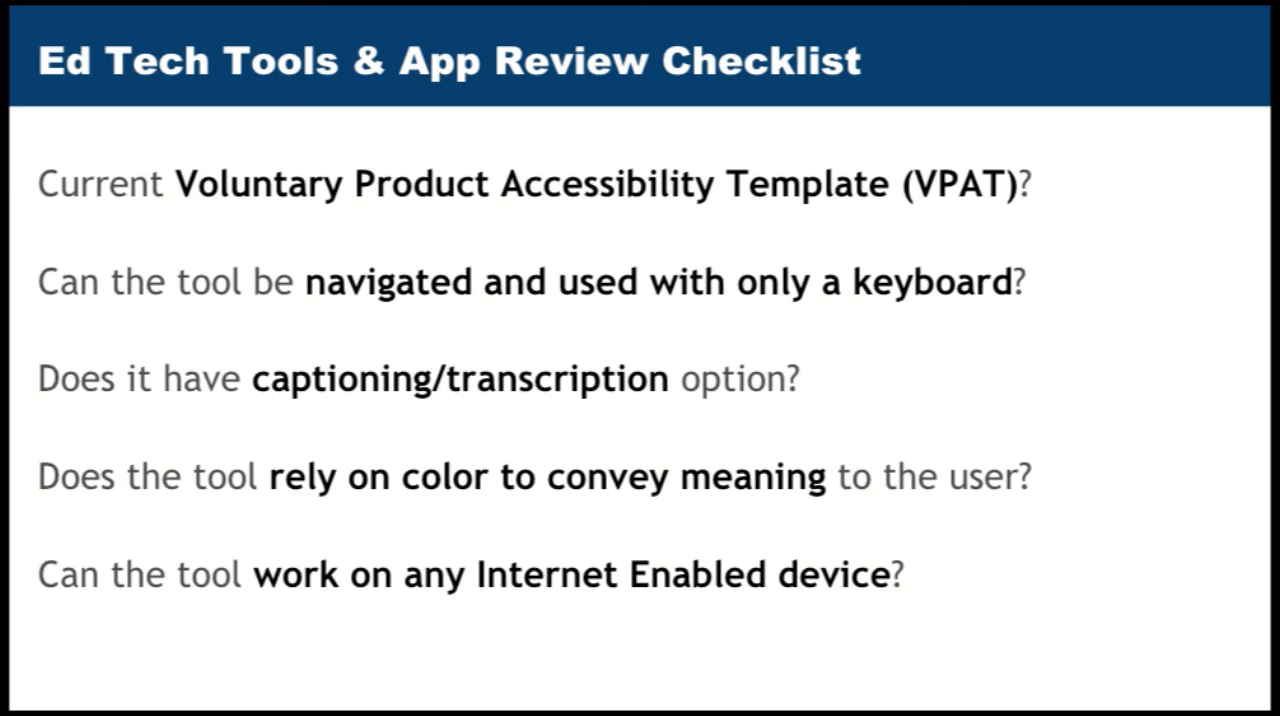 Ed Tech Tools & App Review Checklist
Current Voluntary Product Accessibility Template (VPAT)?
Can the tool be navigated and used with only a keyboard?
Does it have captioning/transcription option?
Does the tool rely on color to convey meaning to the user?
Can the tool work on any Internet Enabled device?